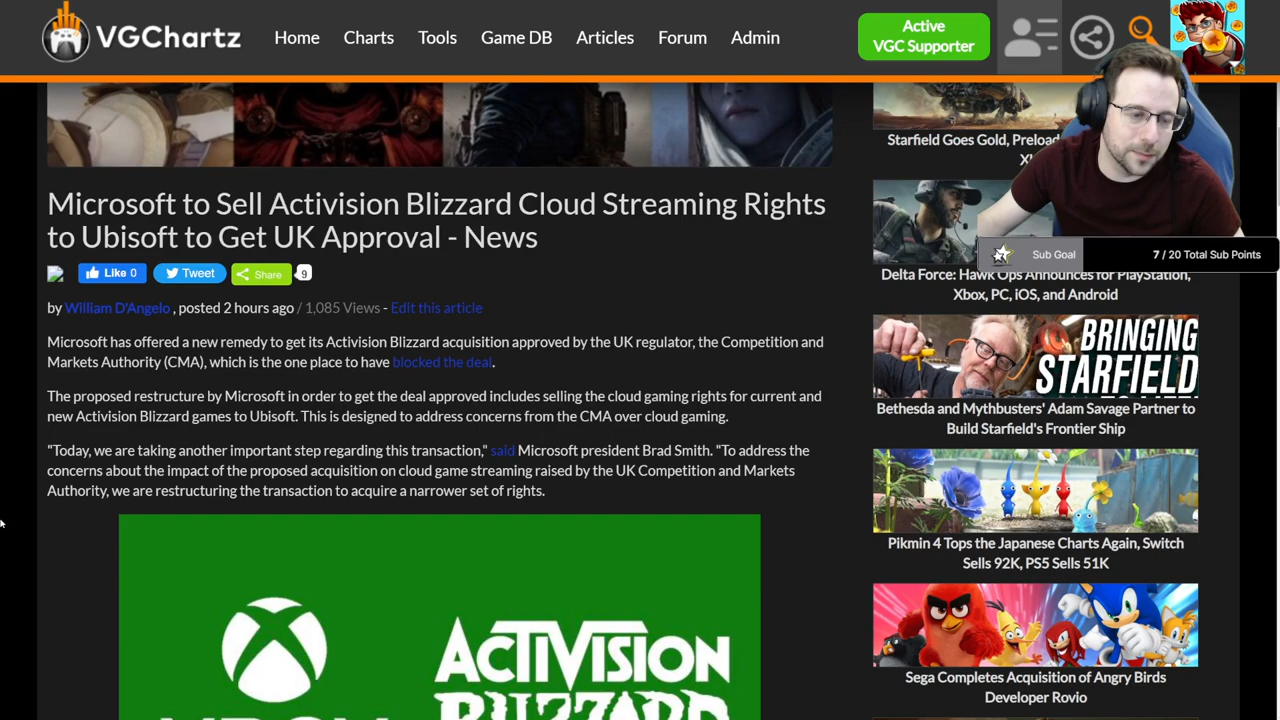 VGChartz
Home
Charts
Tools
Game DB
Articles
Forum
Admin
Active
VGC Supporter
Microsoft to Sell Activision Blizzard Cloud Streaming Rights
to Ubisoft to Get UK Approval - News
Like 0
Tweet
Share
9
by William D'Angelo , posted 2 hours ago / 1,085 Views - Edit this article
Microsoft has offered a new remedy to get its Activision Blizzard acquisition approved by the UK regulator, the Competition and
Markets Authority (CMA), which is the one place to have blocked the deal.
The proposed restructure by Microsoft in order to get the deal approved includes selling the cloud gaming rights for current and
new Activision Blizzard games to Ubisoft. This is designed to address concerns from the CMA over cloud gaming.
"Today, we are taking another important step regarding this transaction," said Microsoft president Brad Smith. "To address the
concerns about the impact of the proposed acquisition on cloud game streaming raised by the UK Competition and Markets
Authority, we are restructuring the transaction to acquire a narrower set of rights.
XBOX
ACTIVISION
BLIZZARD
Starfield Goes Gold, Preload
Sub Goal
7 / 20 Total Sub Points
Delta Force: Hawk Ops Announces for PlayStation,
Xbox, PC, iOS, and Android
BRINGING
STARFIELD
Bethesda and Mythbusters' Adam Savage Partner to
Build Starfield's Frontier Ship
Pikmin 4 Tops the Japanese Charts Again, Switch
Sells 92K, PS5 Sells 51K
Sega Completes Acquisition of Angry Birds
Developer Rovio